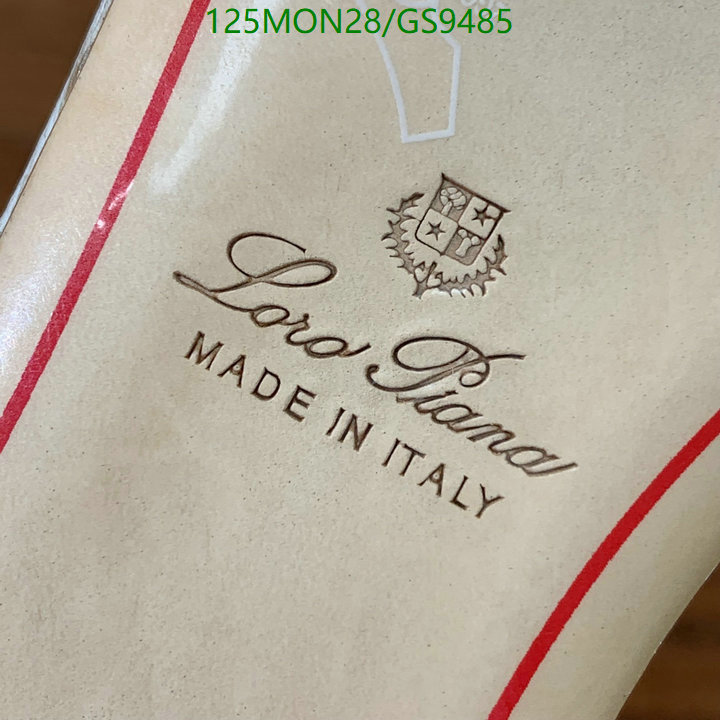 125MON28/GS9485
Loro Piana
MADE IN ITALY